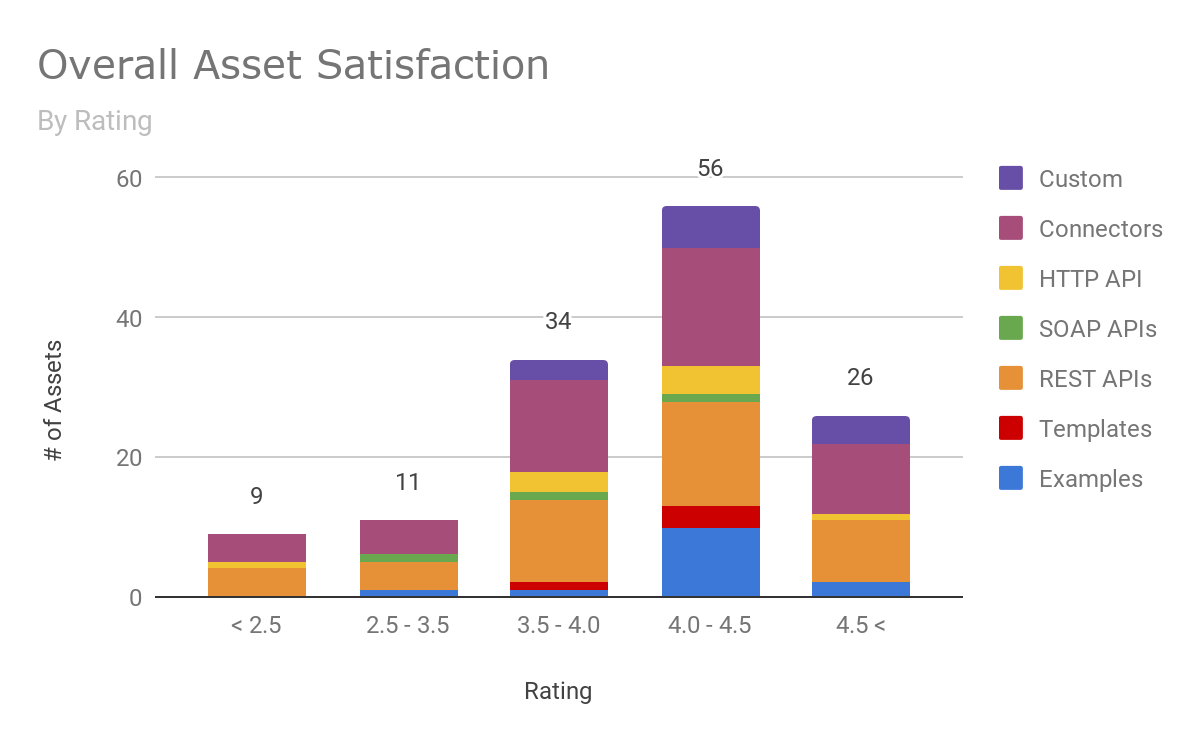 Overall Asset Satisfaction
By Rating
60
40
20
0
# of Assets
9
11
34
56
26
< 2.5
2.5 - 3.5
3.5 - 4.0
4.0 - 4.5
4.5 <
Rating
Custom
Connectors
HTTP API
SOAP APIs
REST APIs
Templates
Examples